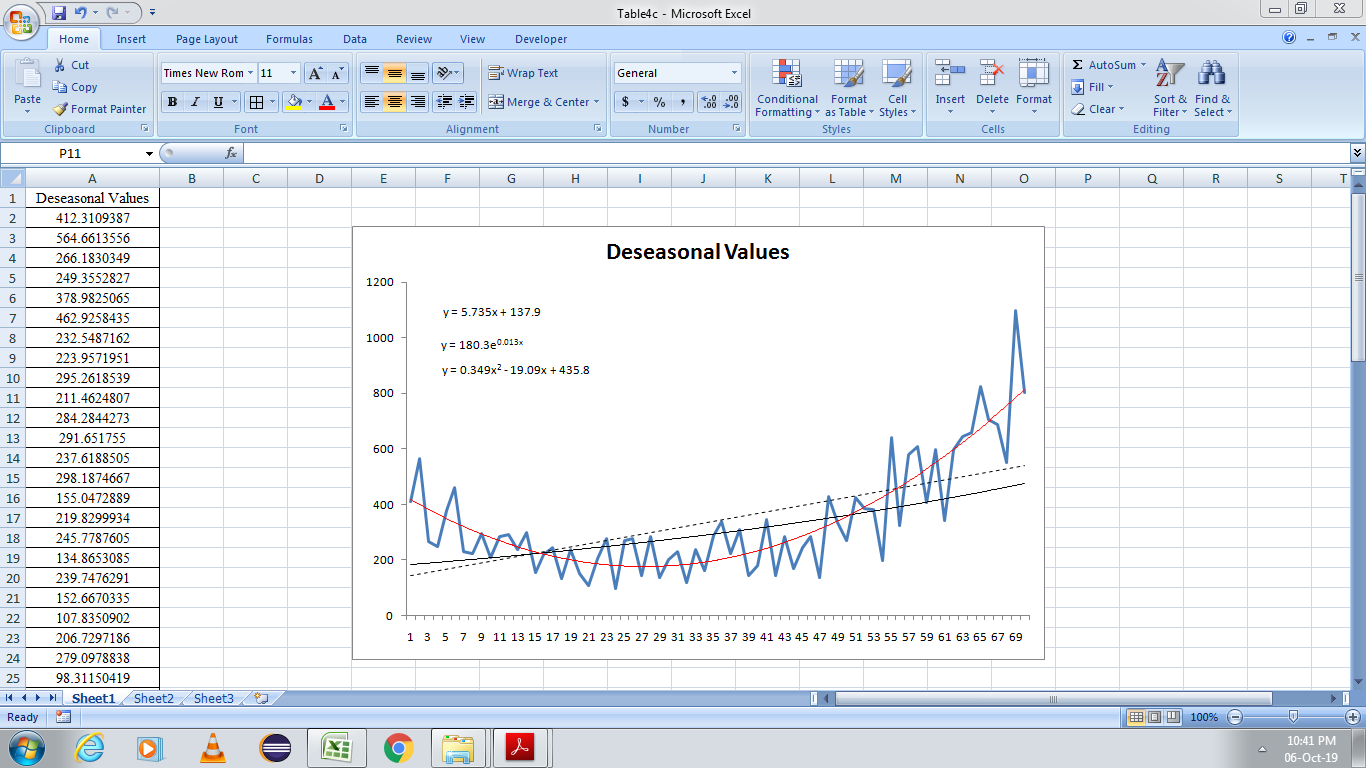 Table4c - Microsoft Excel
Home Insert Page Layout Formulas Data Review View Developer
Paste
Cut
Copy
Format Painter
Clipboard
Times New Rom 11
B I U
Font
Wrap Text
Merge & Center
Alignment
General
$ % ,
Number
Conditional Formatting
Format as Table
Cell Styles
Styles
Insert Delete Format
Cells
Σ AutoSum
Fill
Clear
Sort & Filter
Find & Select
Editing
P11 fx
A B C D E F G H I J K L M N O P Q R S T
1 Deseasonal Values
2 412.3109387
3 564.6613556
4 266.1830349
5 249.3552827
6 378.9825065
7 462.9258435
8 232.5487162
9 223.9571951
10 295.2618539
11 211.4624807
12 284.2844273
13 291.651755
14 237.6188505
15 298.1874667
16 155.0472889
17 219.8299934
18 245.7787605
19 134.8653085
20 239.7476291
21 152.6670335
22 107.8350902
23 206.7297186
24 279.0978838
25 98.31150419
Deseasonal Values
1200
1000
800
600
400
200
0
y = 5.735x + 137.9
y = 180.3e^0.013x
y = 0.349x² - 19.09x + 435.8
1 3 5 7 9 11 13 15 17 19 21 23 25 27 29 31 33 35 37 39 41 43 45 47 49 51 53 55 57 59 61 63 65 67 69
Sheet1 Sheet2 Sheet3
Ready 100%
10:41 PM
06-Oct-19